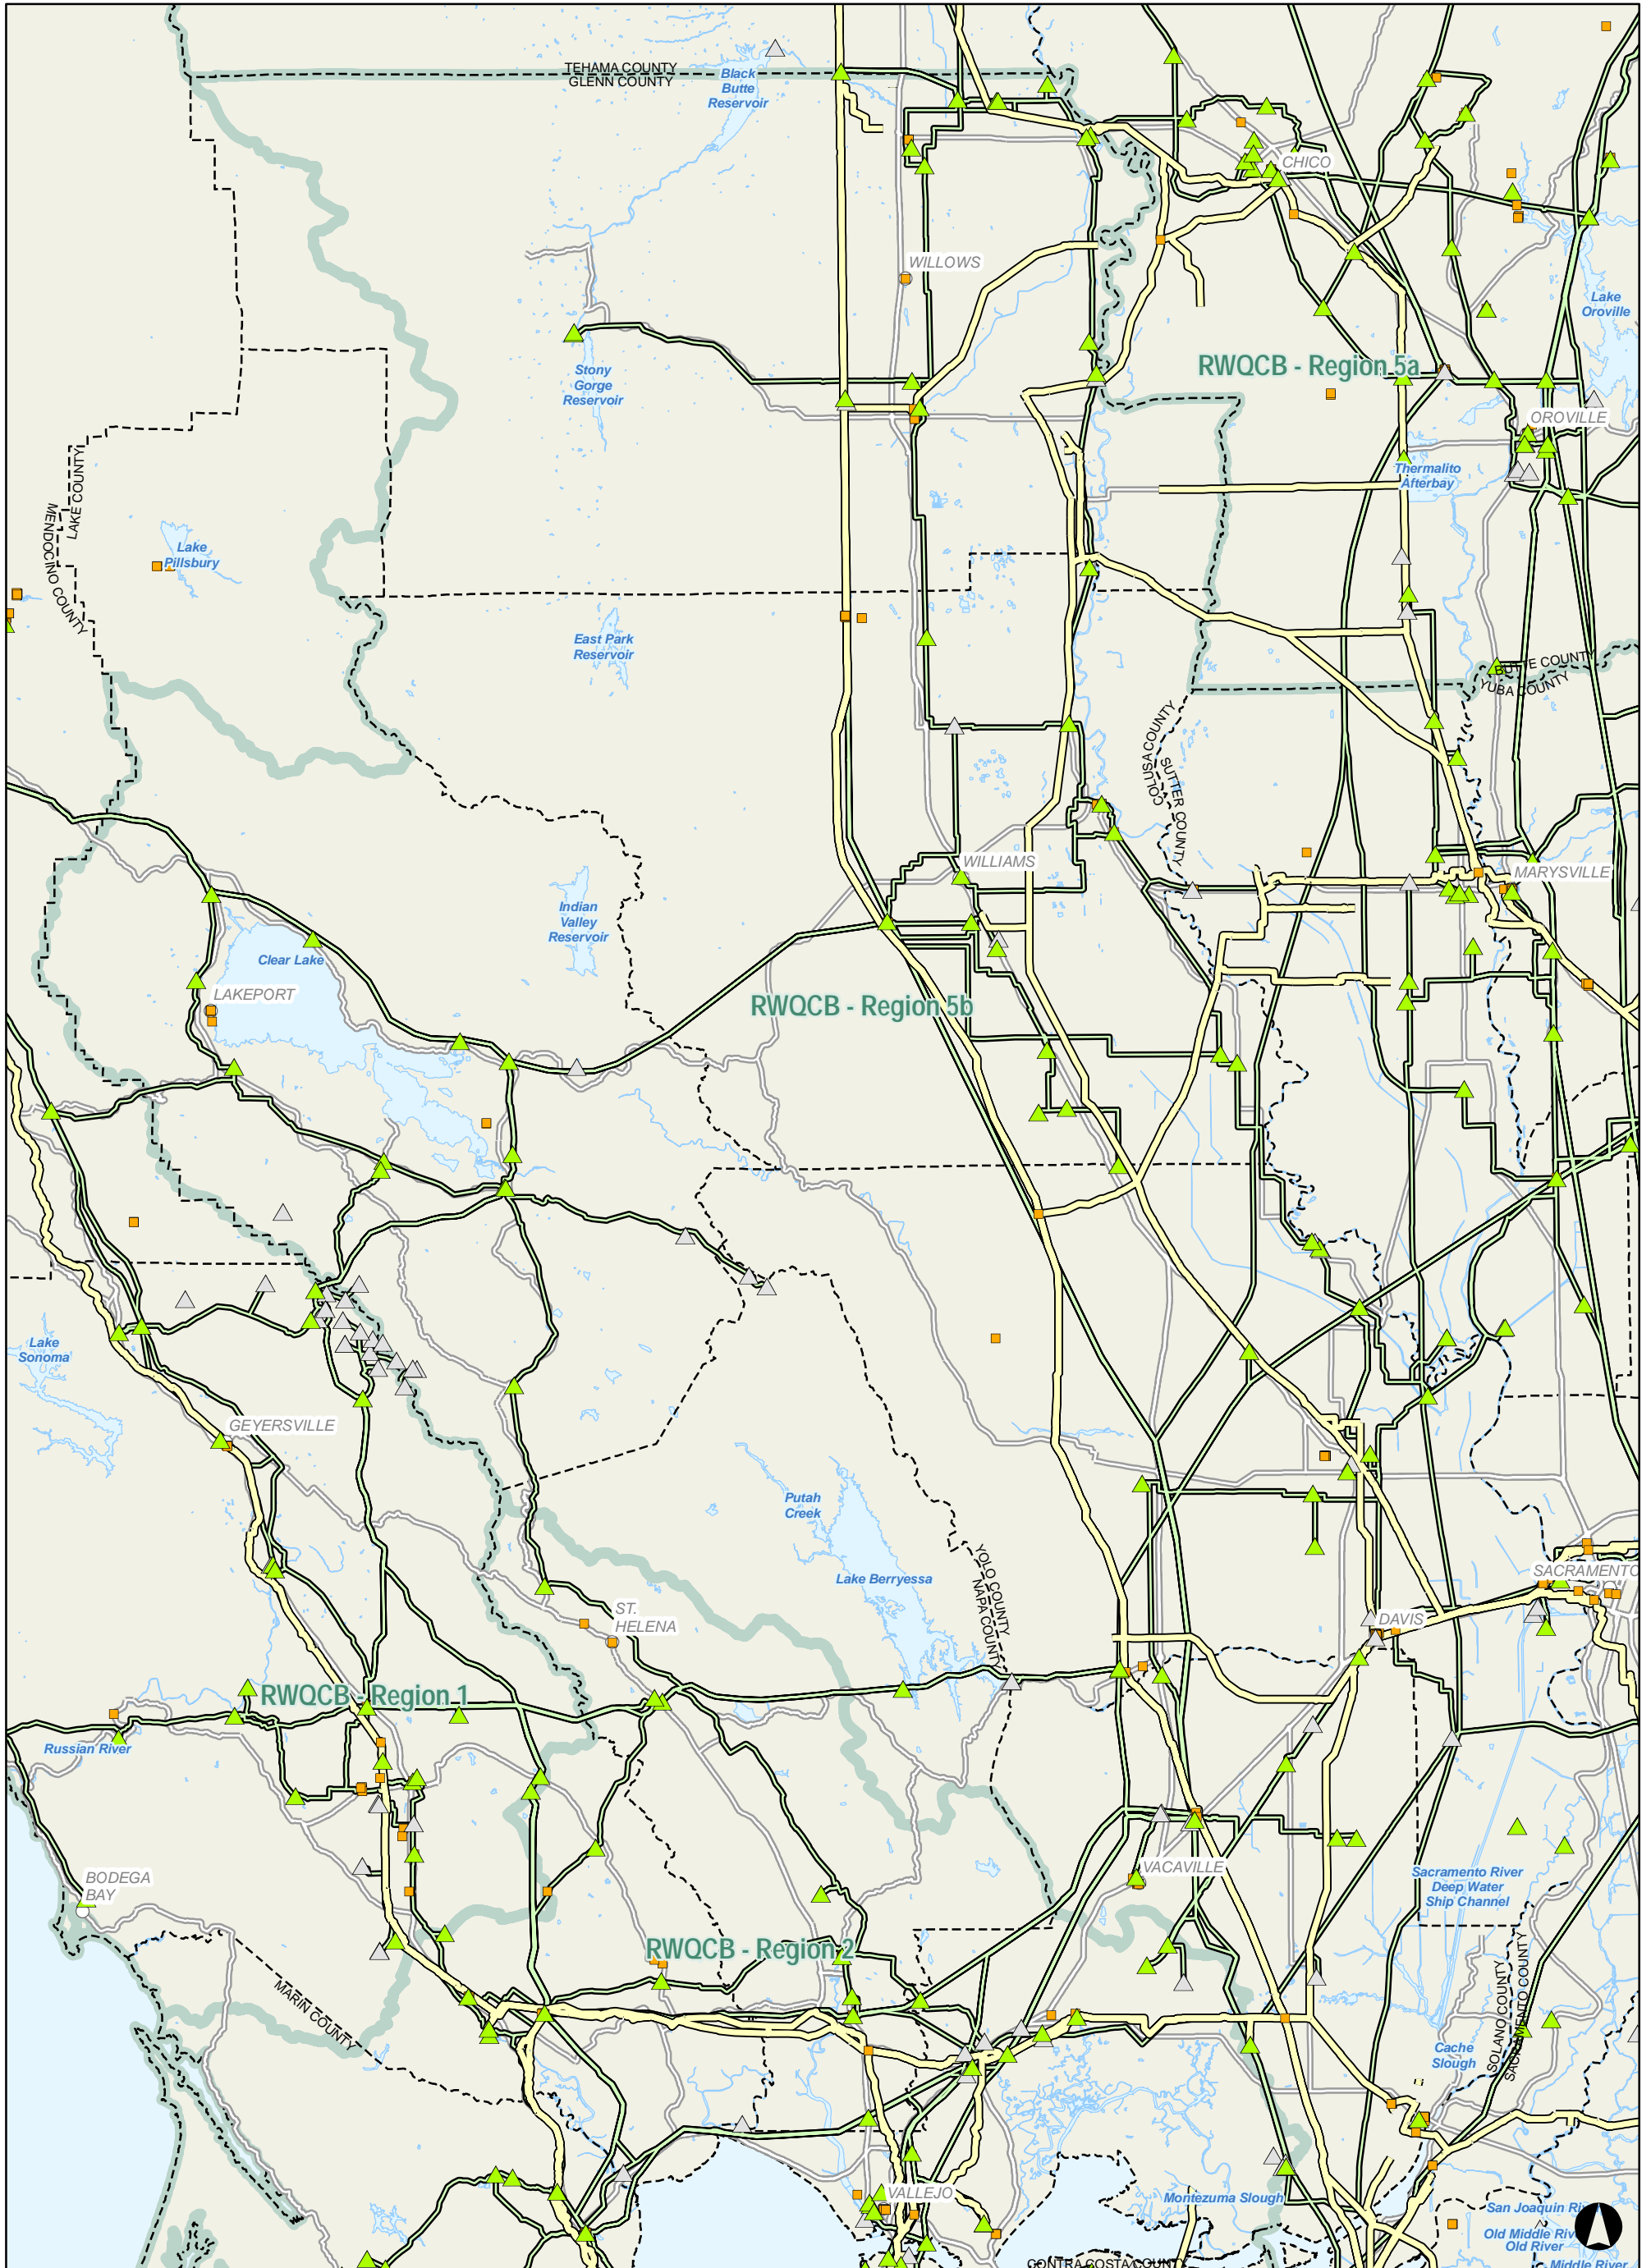 TEHAMA COUNTY
GLENN COUNTY
Black
Butte
Reservoir
CHICO
WILLOWS
Lake
Oroville
Stony
Gorge
Reservoir
RWQCB - Region 5a
OROVILLE
Thermalito
Afterbay
LAKE COUNTY
MENDOCINO COUNTY
Lake
Pillsbury
East Park
Reservoir
BUTTE COUNTY
YUBA COUNTY
COLUSA COUNTY
SUTTER COUNTY
WILLIAMS
MARYSVILLE
Indian
Valley
Reservoir
Clear Lake
LAKEPORT
RWQCB - Region 5b
Lake
Sonoma
GEYERSVILLE
Putah
Creek
Lake Berryessa
YOLO COUNTY
NAPA COUNTY
SACRAMENTO
ST.
HELENA
DAVIS
RWQCB - Region 1
Russian River
BODEGA
BAY
VACAVILLE
Sacramento River
Deep Water
Ship Channel
RWQCB - Region 2
MARIN COUNTY
SOLANO COUNTY
SACRAMENTO COUNTY
Cache
Slough
VALLEJO
Montezuma Slough
San Joaquin Ri
Old Middle Riv
Old River
Middle River
CONTRA COSTA COUNTY